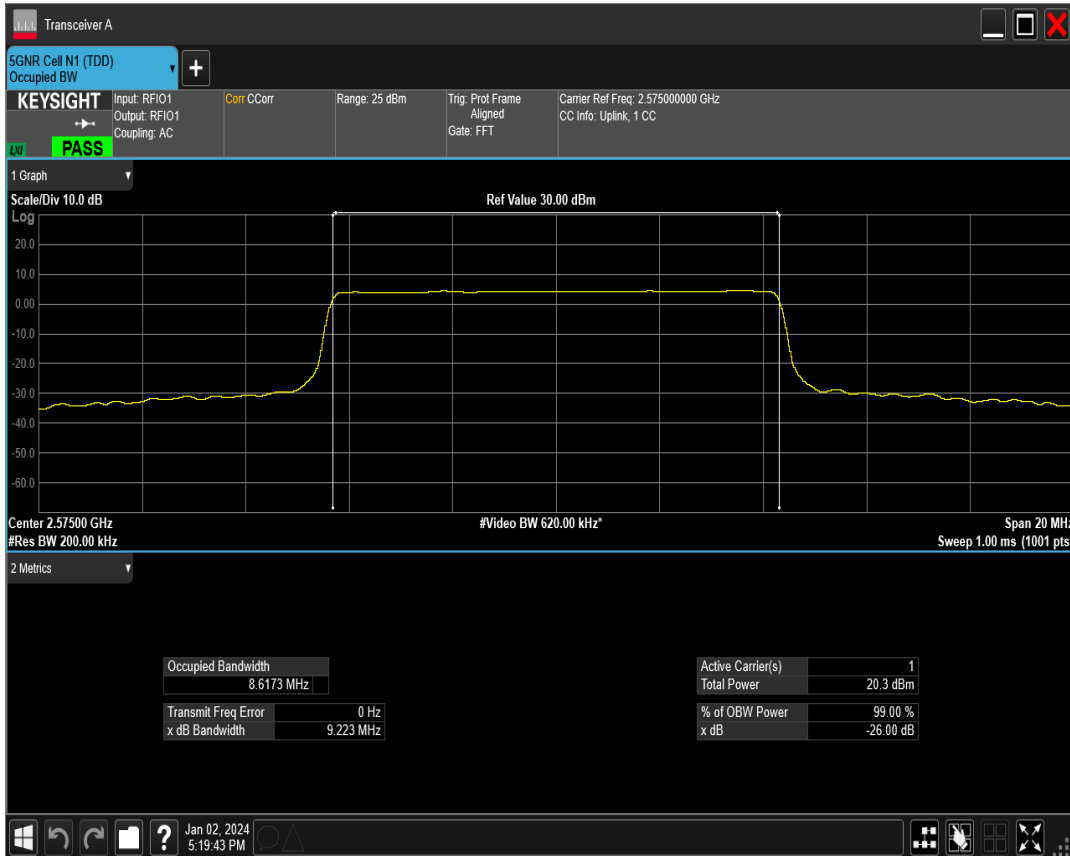 Transceiver A
5GNR Cell N1 (TDD)
Occupied BW
+
KEYSIGHT
LXI
PASS
Input: RFIO1
Output: RFIO1
Coupling: AC
Corr CCorr
Range: 25 dBm
Trig: Prot Frame
Aligned
Gate: FFT
Carrier Ref Freq: 2.575000000 GHz
CC Info: Uplink, 1 CC
1 Graph
Scale/Div 10.0 dB
Ref Value 30.00 dBm
Log
20.0
10.0
0.00
-10.0
-20.0
-30.0
-40.0
-50.0
-60.0
Center 2.57500 GHz
#Video BW 620.00 kHz*
Span 20 MHz
#Res BW 200.00 kHz
Sweep 1.00 ms (1001 pts
2 Metrics
Occupied Bandwidth
8.6173 MHz
Transmit Freq Error 0 Hz
x dB Bandwidth 9.223 MHz
Active Carrier(s) 1
Total Power 20.3 dBm
% of OBW Power 99.00 %
x dB -26.00 dB
?
Jan 02, 2024
5:19:43 PM